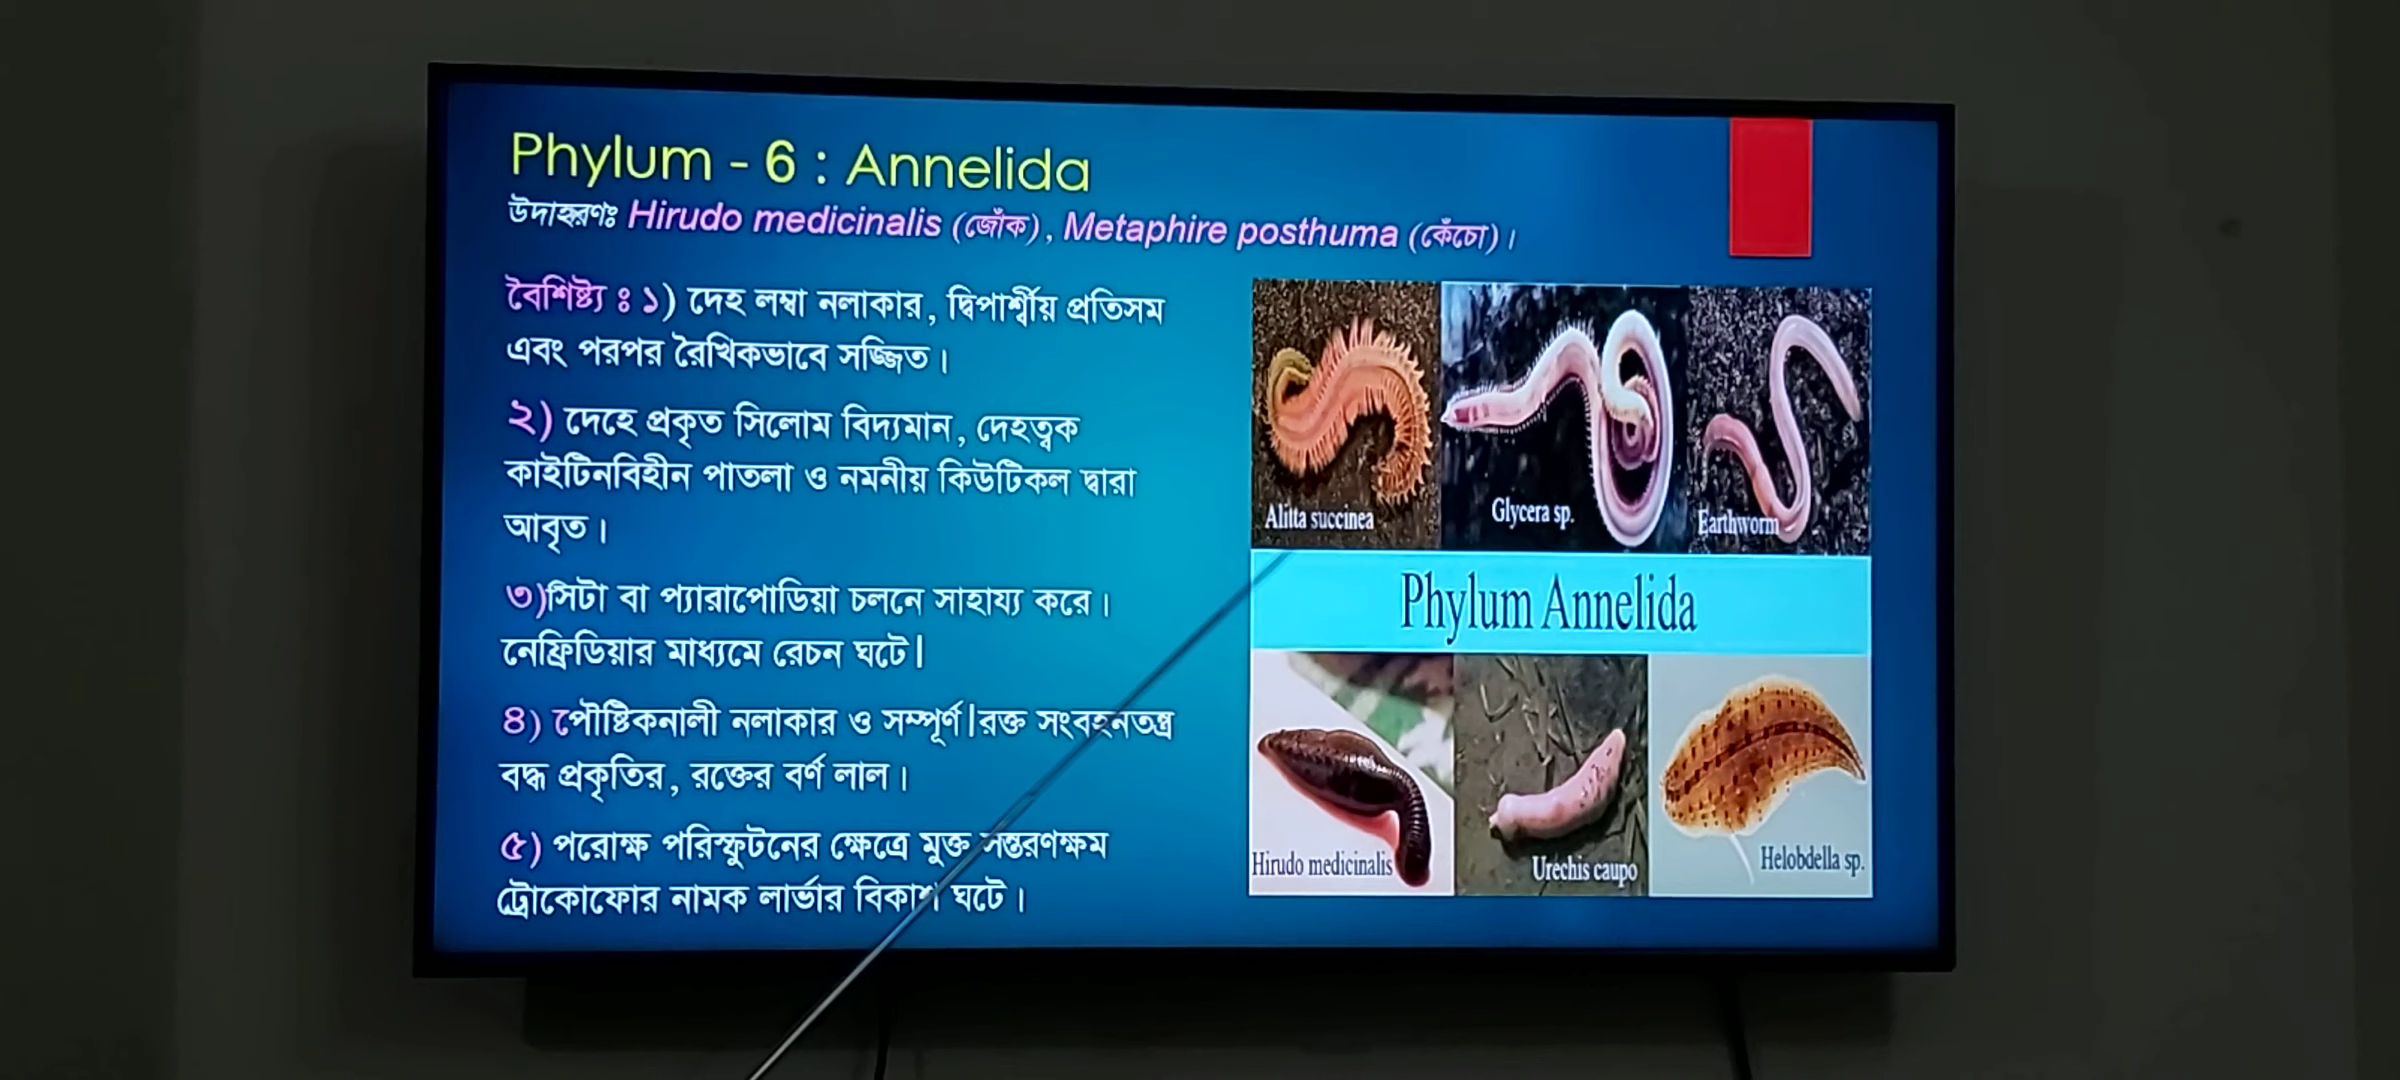 Phylum - 6 : Annelida
উদাহরণঃ Hirudo medicinalis (জোঁক), Metaphire posthuma (কেঁচো)।
বৈশিষ্ট্য ঃ ১) দেহ লম্বা নলাকার, দ্বিপার্শ্বীয় প্রতিসম
এবং পরপর রৈখিকভাবে সজ্জিত।
২) দেহে প্রকৃত সিলোম বিদ্যমান, দেহত্বক
কাইটিনবিহীন পাতলা ও নমনীয় কিউটিকল দ্বারা
আবৃত।
৩)সিটা বা প্যারাপোডিয়া চলনে সাহায্য করে।
নেফ্রিডিয়ার মাধ্যমে রেচন ঘটে|
৪) পৌষ্টিকনালী নলাকার ও সম্পূর্ণ|রক্ত সংবহনতন্ত্র
বদ্ধ প্রকৃতির, রক্তের বর্ণ লাল।
৫) পরোক্ষ পরিস্ফুটনের ক্ষেত্রে মুক্ত সন্তরণক্ষম
ট্রোকোফোর নামক লার্ভার বিকাশ ঘটে।
Alitta succinea
Glycera sp.
Earthworm
Phylum Annelida
Hirudo medicinalis
Urechis caupo
Helobdella sp.